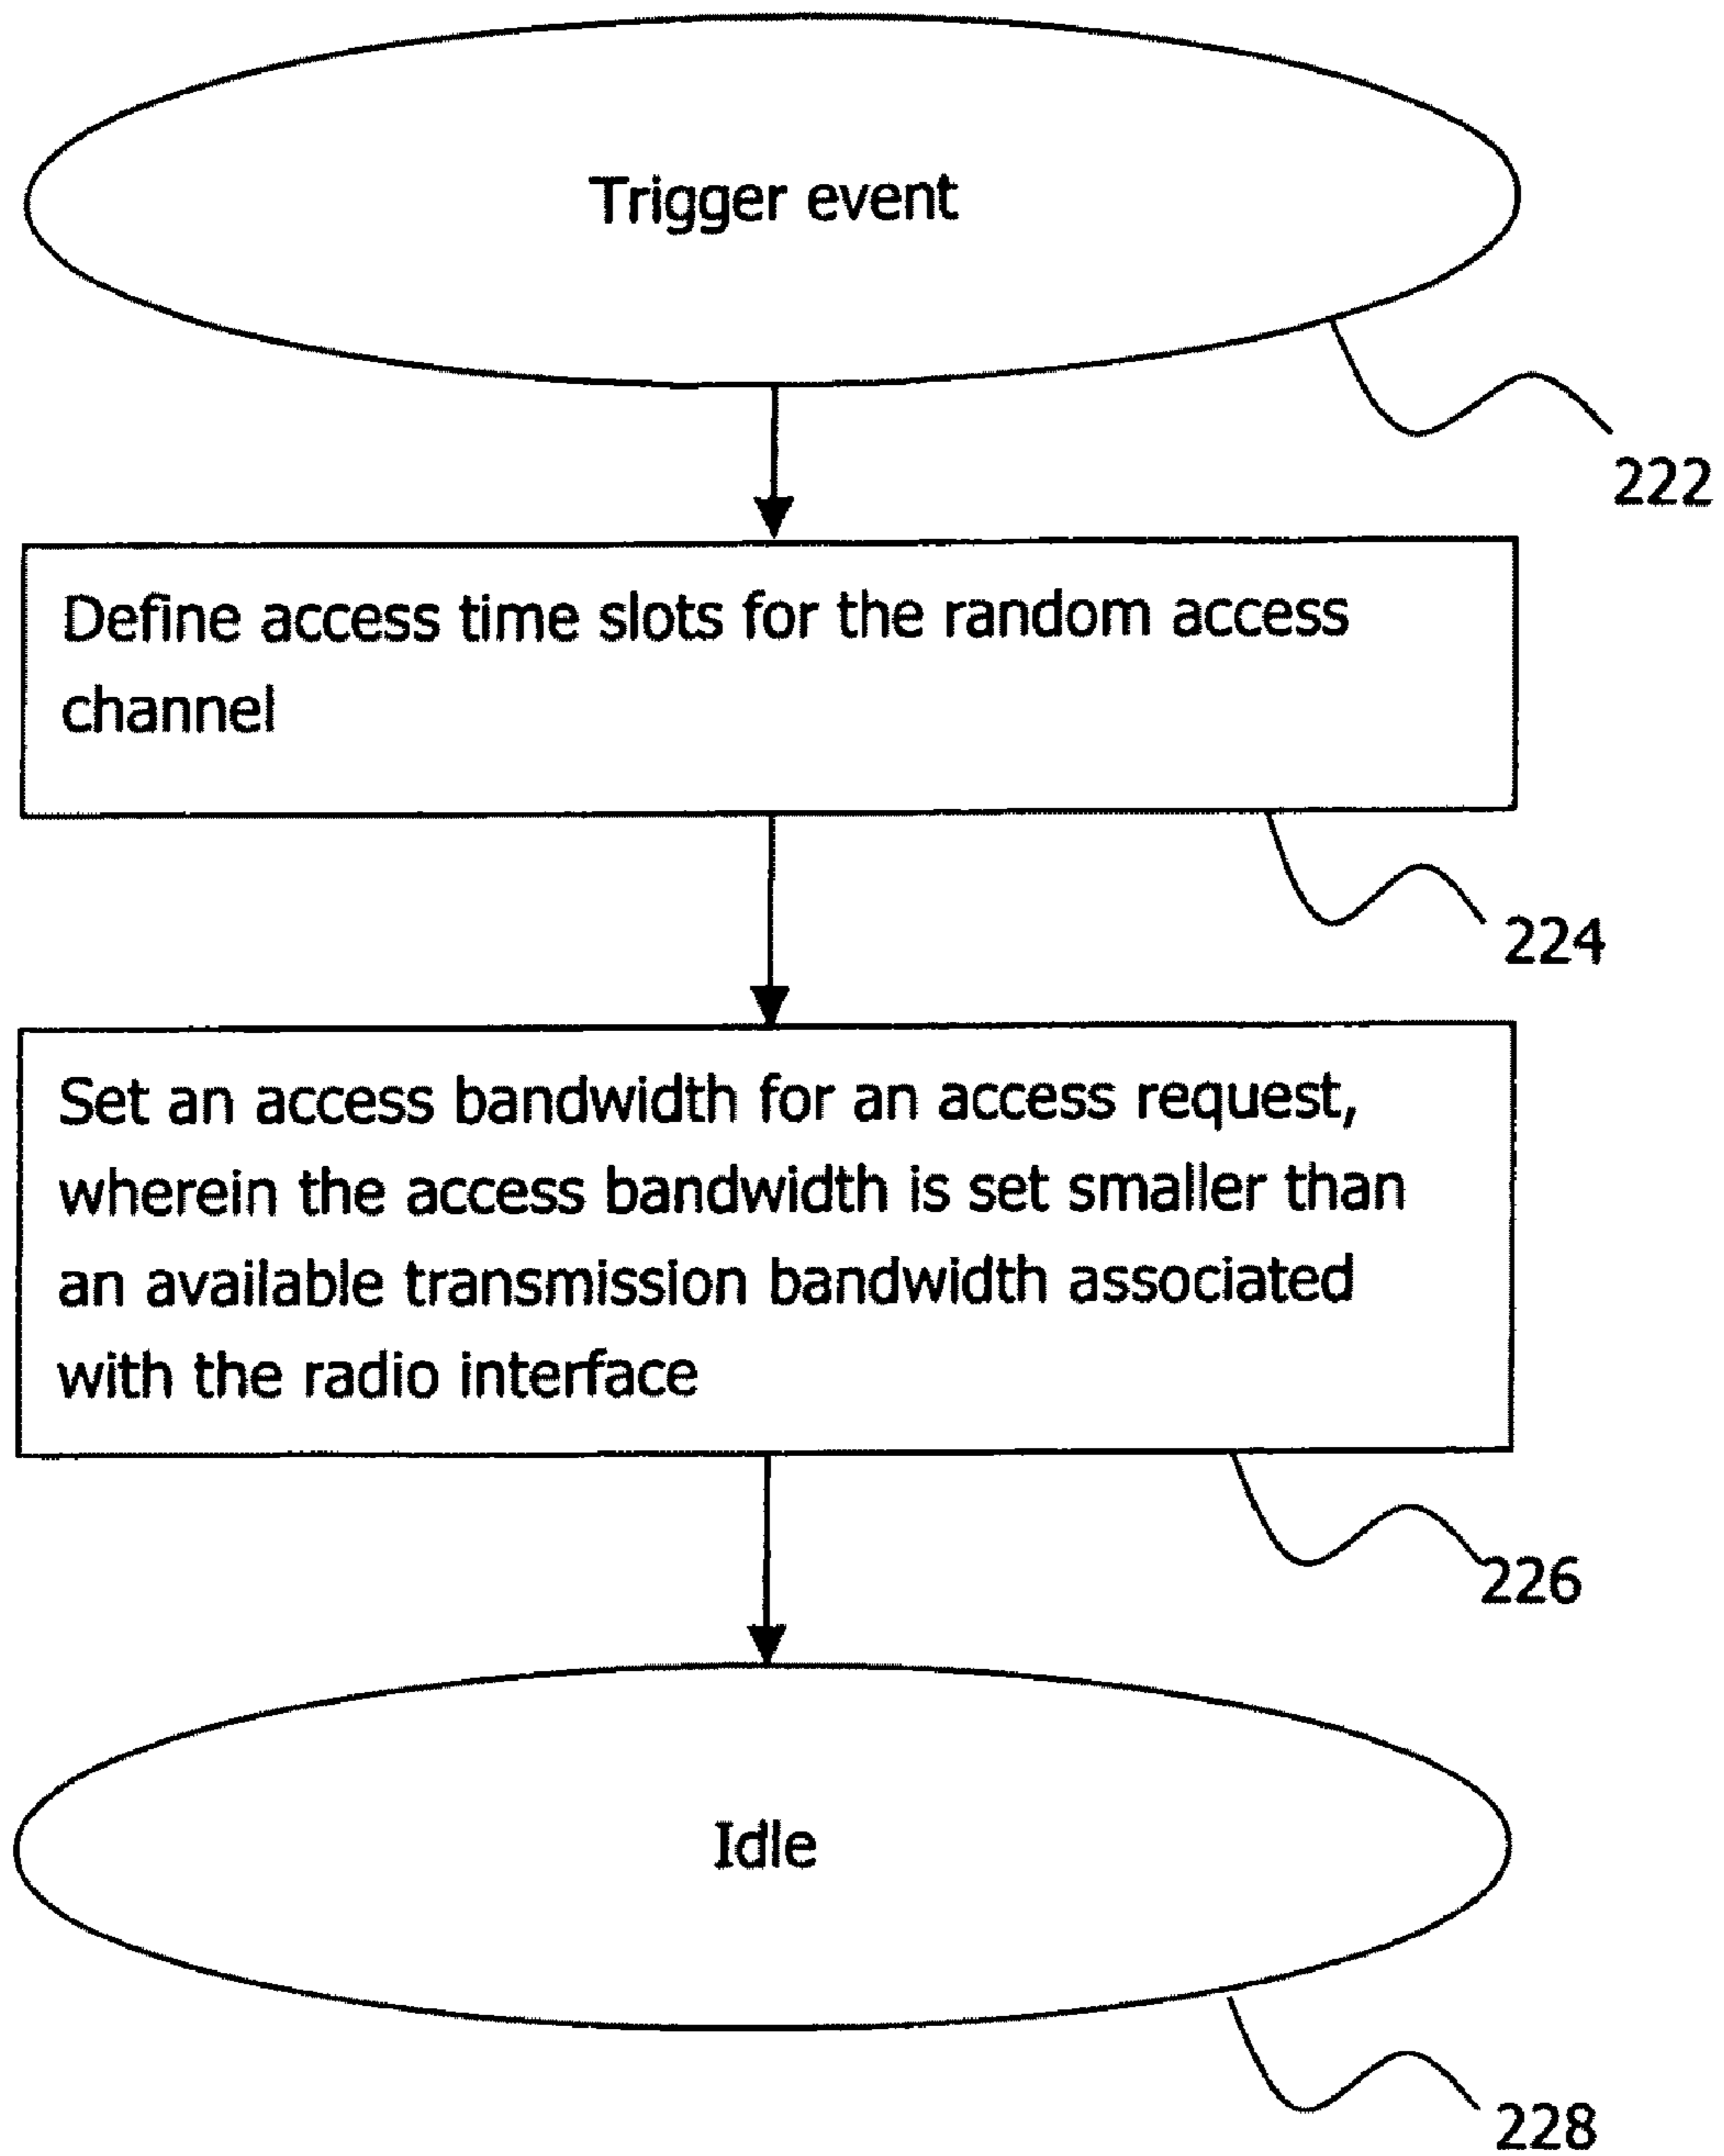 Trigger event
222
Define access time slots for the random access
channel
224
Set an access bandwidth for an access request,
wherein the access bandwidth is set smaller than
an available transmission bandwidth associated
with the radio interface
226
Idle
228